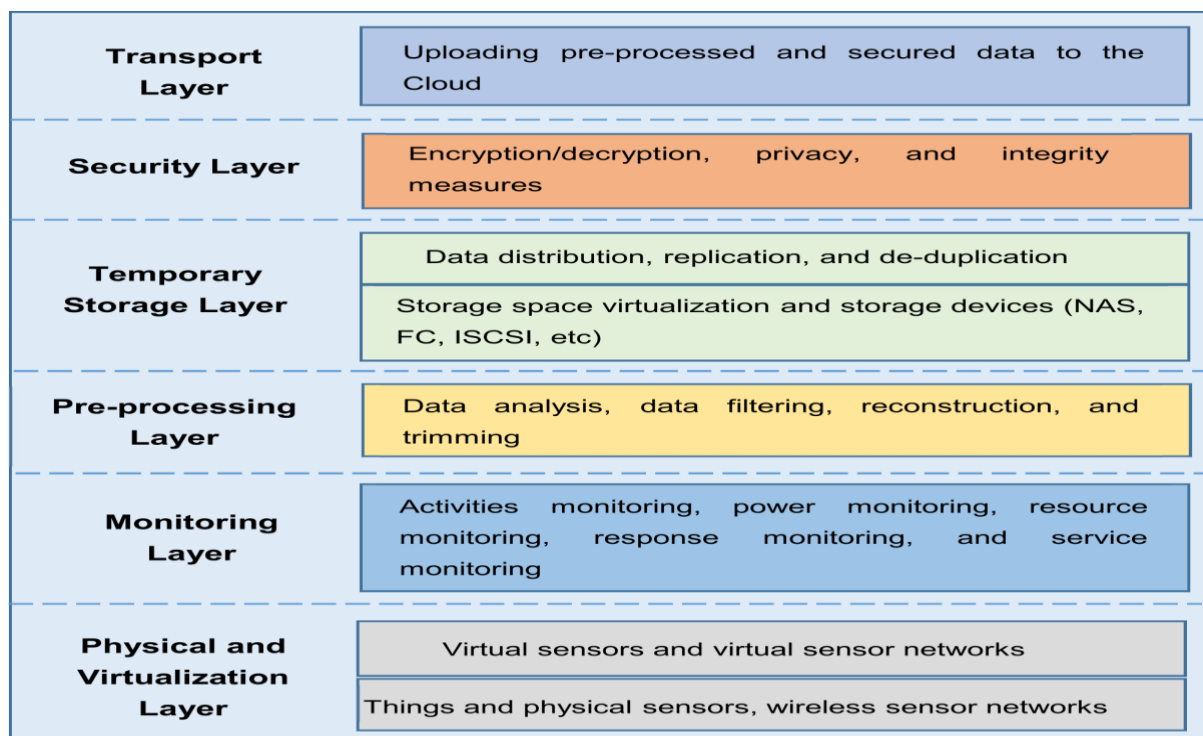 Transport
Layer
Uploading pre-processed and secured data to the
Cloud
Security Layer
Encryption/decryption, privacy, and integrity
measures
Temporary
Storage Layer
Data distribution, replication, and de-duplication
Storage space virtualization and storage devices (NAS,
FC, ISCSI, etc)
Pre-processing
Layer
Data analysis, data filtering, reconstruction, and
trimming
Monitoring
Layer
Activities monitoring, power monitoring, resource
monitoring, response monitoring, and service
monitoring
Physical and
Virtualization
Layer
Virtual sensors and virtual sensor networks
Things and physical sensors, wireless sensor networks